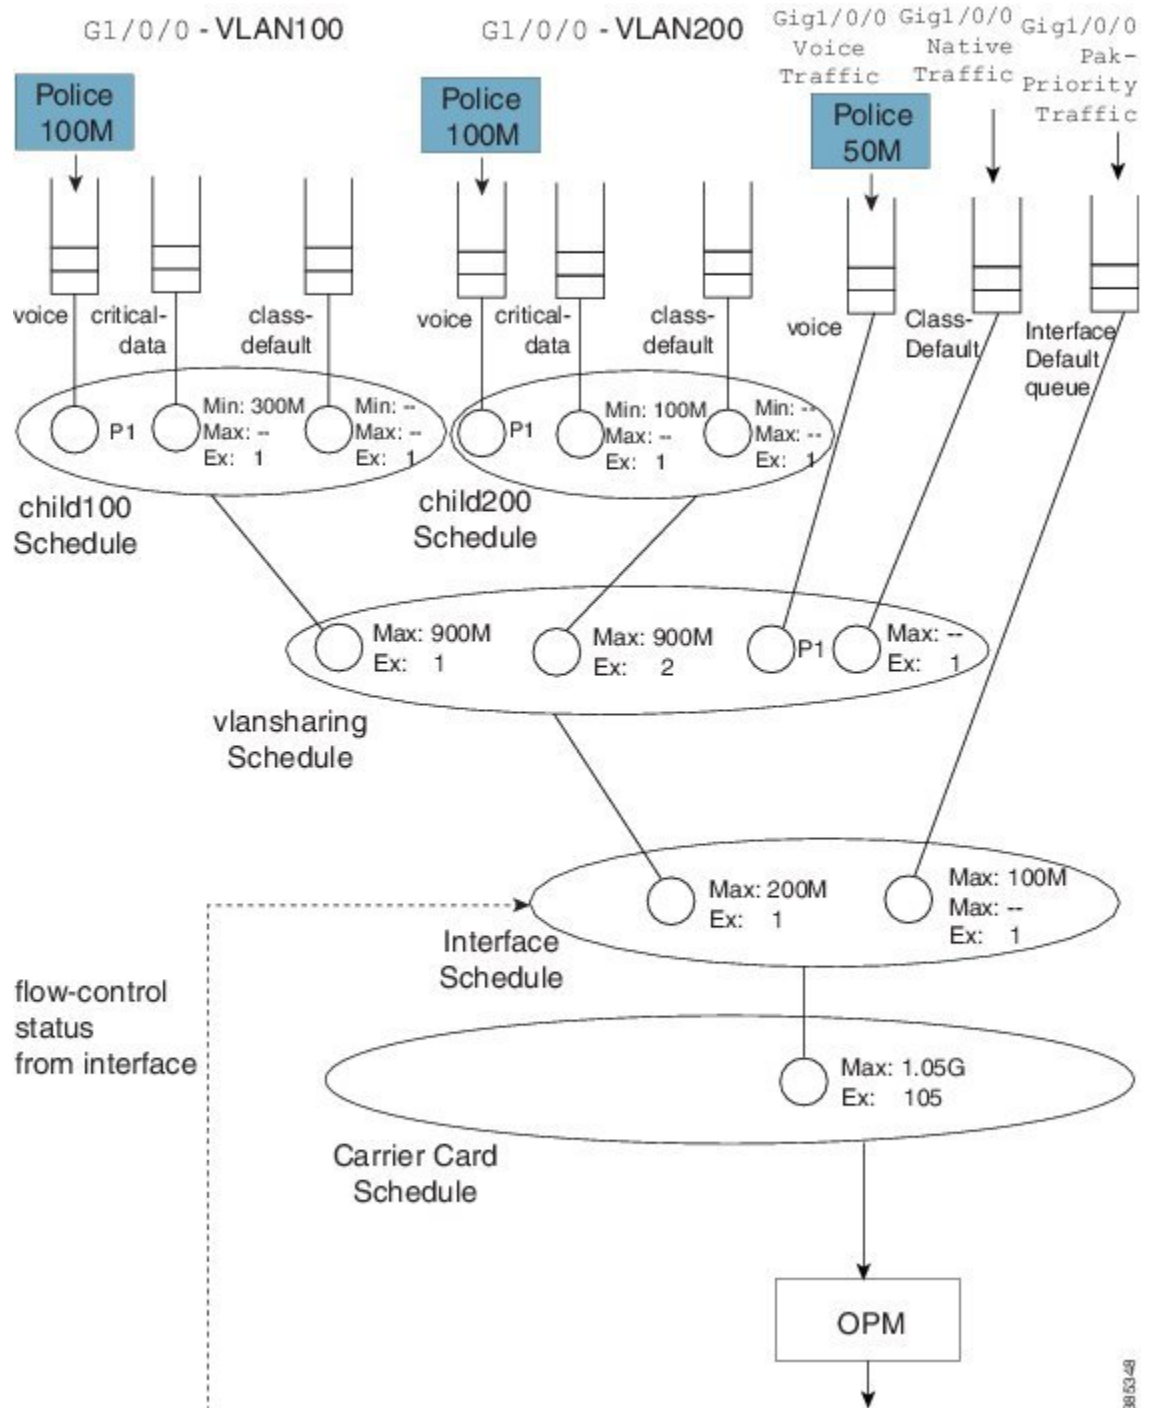 G1/0/0 - VLAN100
G1/0/0 - VLAN200
Gig1/0/0
Voice
Traffic
Gig1/0/0
Native
Traffic
Gig1/0/0
Pak-
Priority
Traffic
Police
100M
Police
100M
Police
50M
voice
critical-
data
class-
default
voice
critical-
data
class-
default
voice
Class-
Default
Interface
Default
queue
P1
Min: 300M
Max: --
Ex: 1
Min: --
Max: --
Ex: 1
P1
Min: 100M
Max: --
Ex: 1
Min: --
Max: --
Ex: 1
child100
Schedule
child200
Schedule
Max: 900M
Ex: 1
Max: 900M
Ex: 2
P1
Max: --
Ex: 1
vlansharing
Schedule
Max: 200M
Ex: 1
Max: 100M
Max: --
Ex: 1
Interface
Schedule
flow-control
status
from interface
Max: 1.05G
Ex: 105
Carrier Card
Schedule
OPM
385348